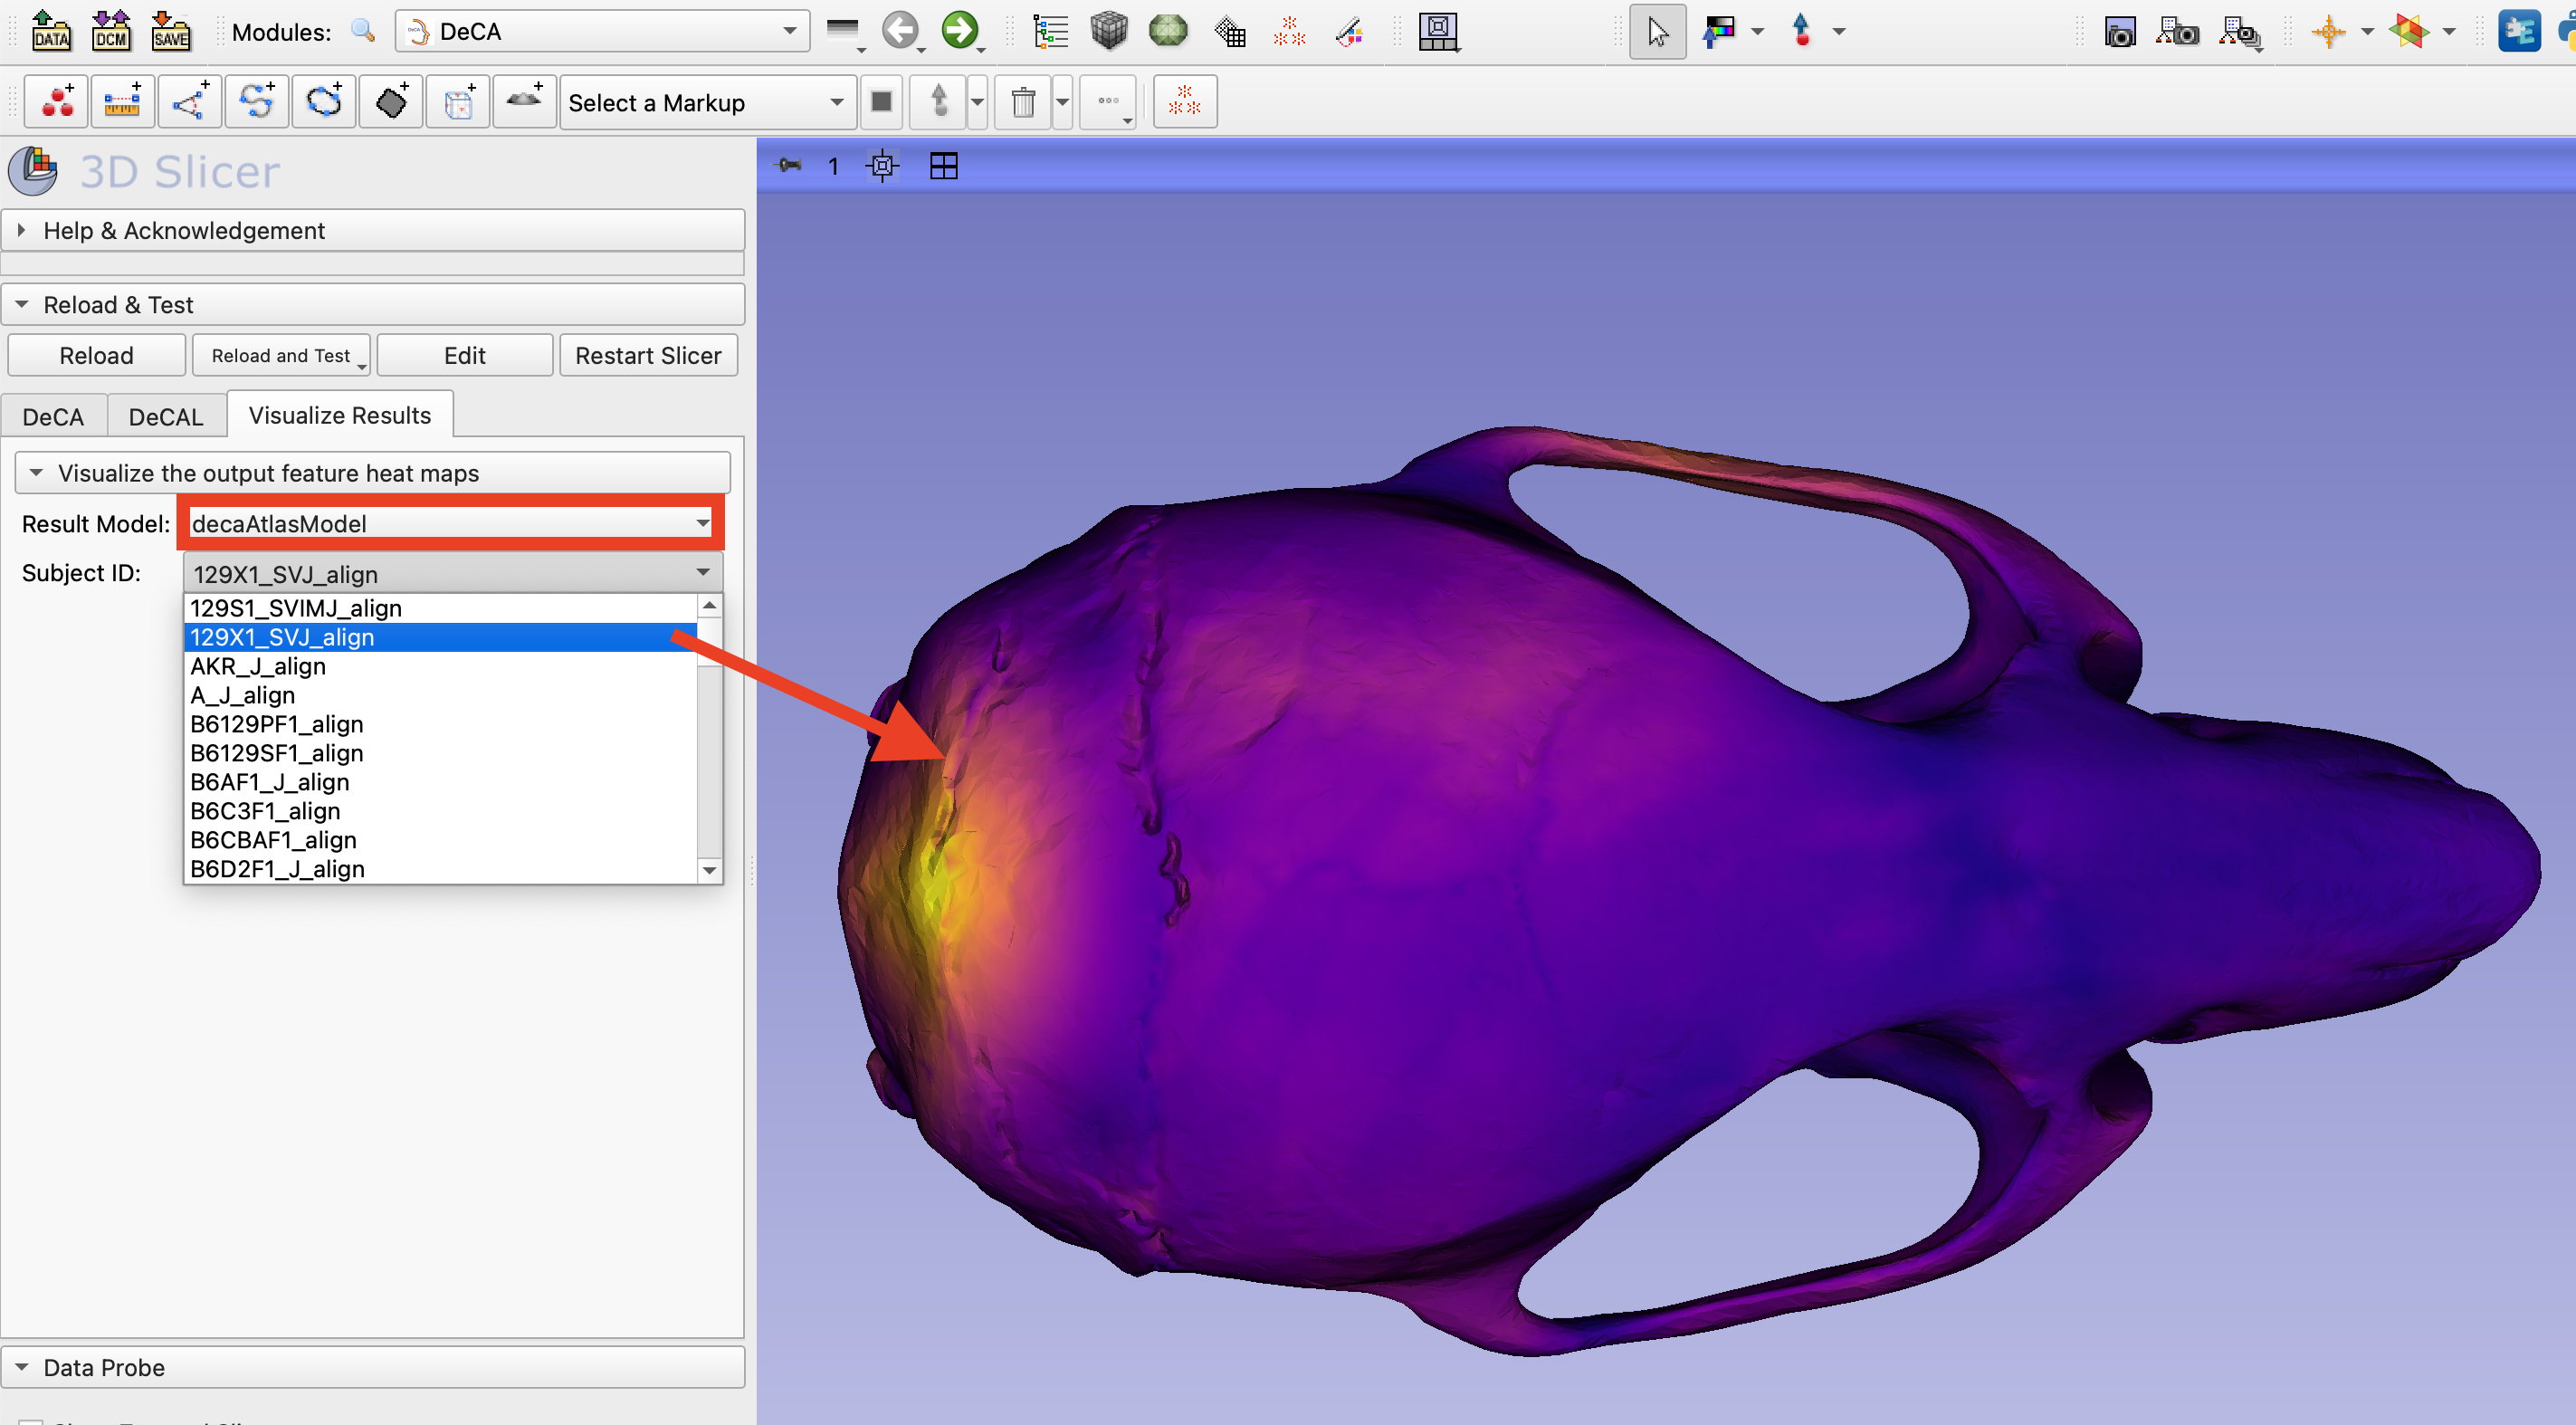 DATA DCM SAVE Modules: DeCA
Select a Markup
3D Slicer
1
Help & Acknowledgement
Reload & Test
Reload Reload and Test Edit Restart Slicer
DeCA DeCAL Visualize Results
Visualize the output feature heat maps
Result Model: decaAtlasModel
Subject ID: 129X1_SVJ_align
129S1_SVIMJ_align
129X1_SVJ_align
AKR_J_align
A_J_align
B6129PF1_align
B6129SF1_align
B6AF1_J_align
B6C3F1_align
B6CBAF1_align
B6D2F1_J_align
Data Probe